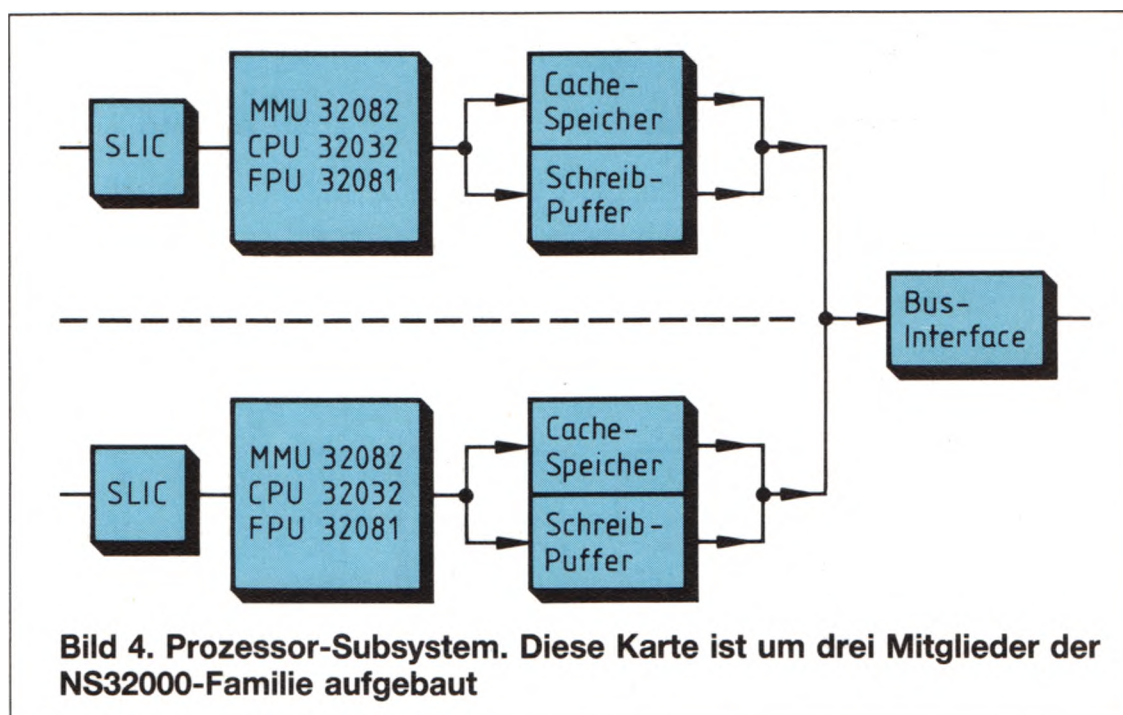 SLIC
MMU 32082
CPU 32032
FPU 32081
Cache-
Speicher
Schreib-
Puffer
Bus-
Interface
SLIC
MMU 32082
CPU 32032
FPU 32081
Cache-
Speicher
Schreib-
Puffer
Bild 4. Prozessor-Subsystem. Diese Karte ist um drei Mitglieder der
NS32000-Familie aufgebaut